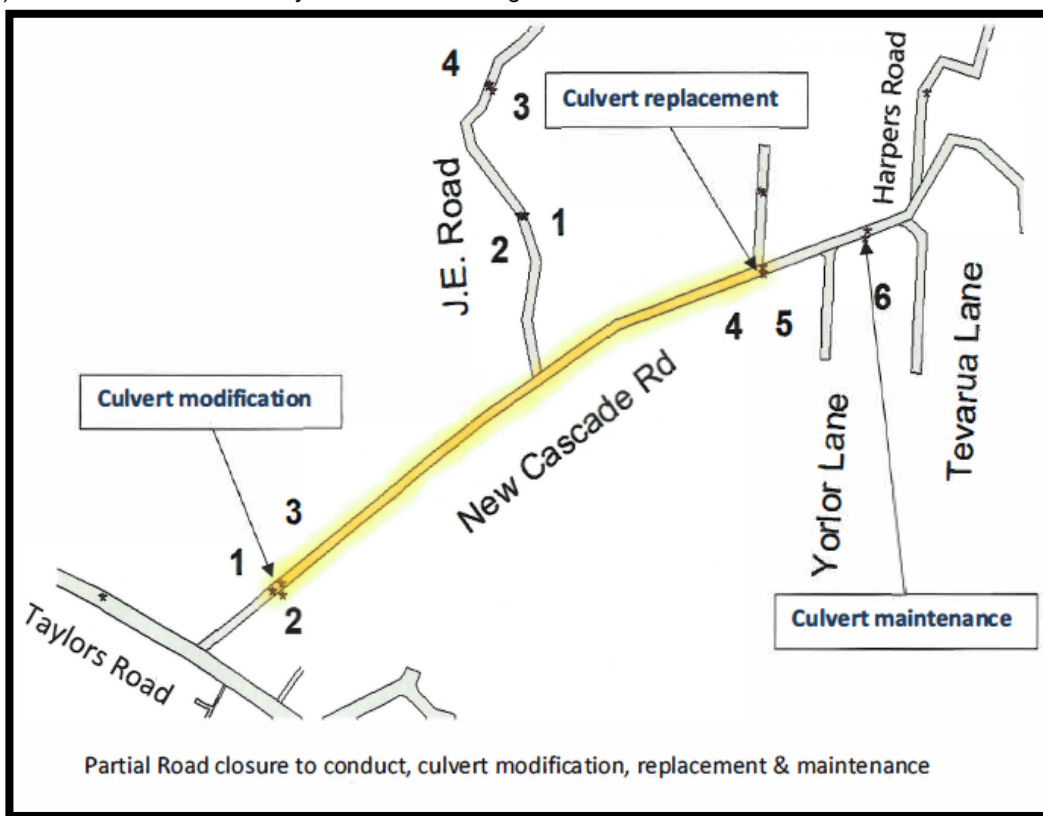 4
3
Culvert replacement
Harpers Road
J.E. Road
1
2
4
5
6
Culvert modification
New Cascade Rd
Yorlor Lane
Tevarua Lane
3
1
2
Culvert maintenance
Taylors Road
Partial Road closure to conduct, culvert modification, replacement & maintenance